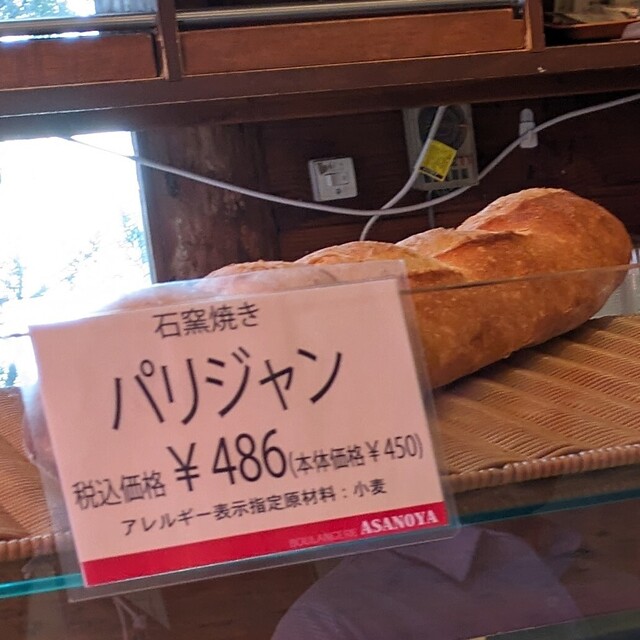 石窯焼き
パリジャン
税込価格 ¥486(本体価格¥450)
アレルギー表示指定原材料：小麦
BOULANGERIE ASANOYA